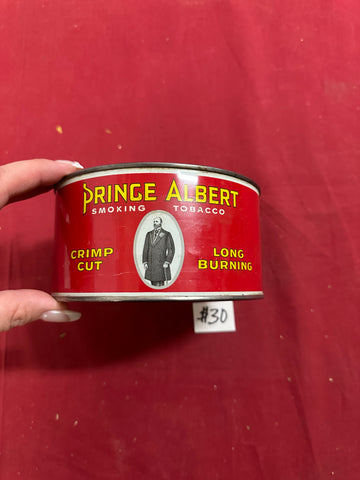 PRINCE ALBERT
SMOKING TOBACCO
CRIMP CUT
LONG BURNING
#30